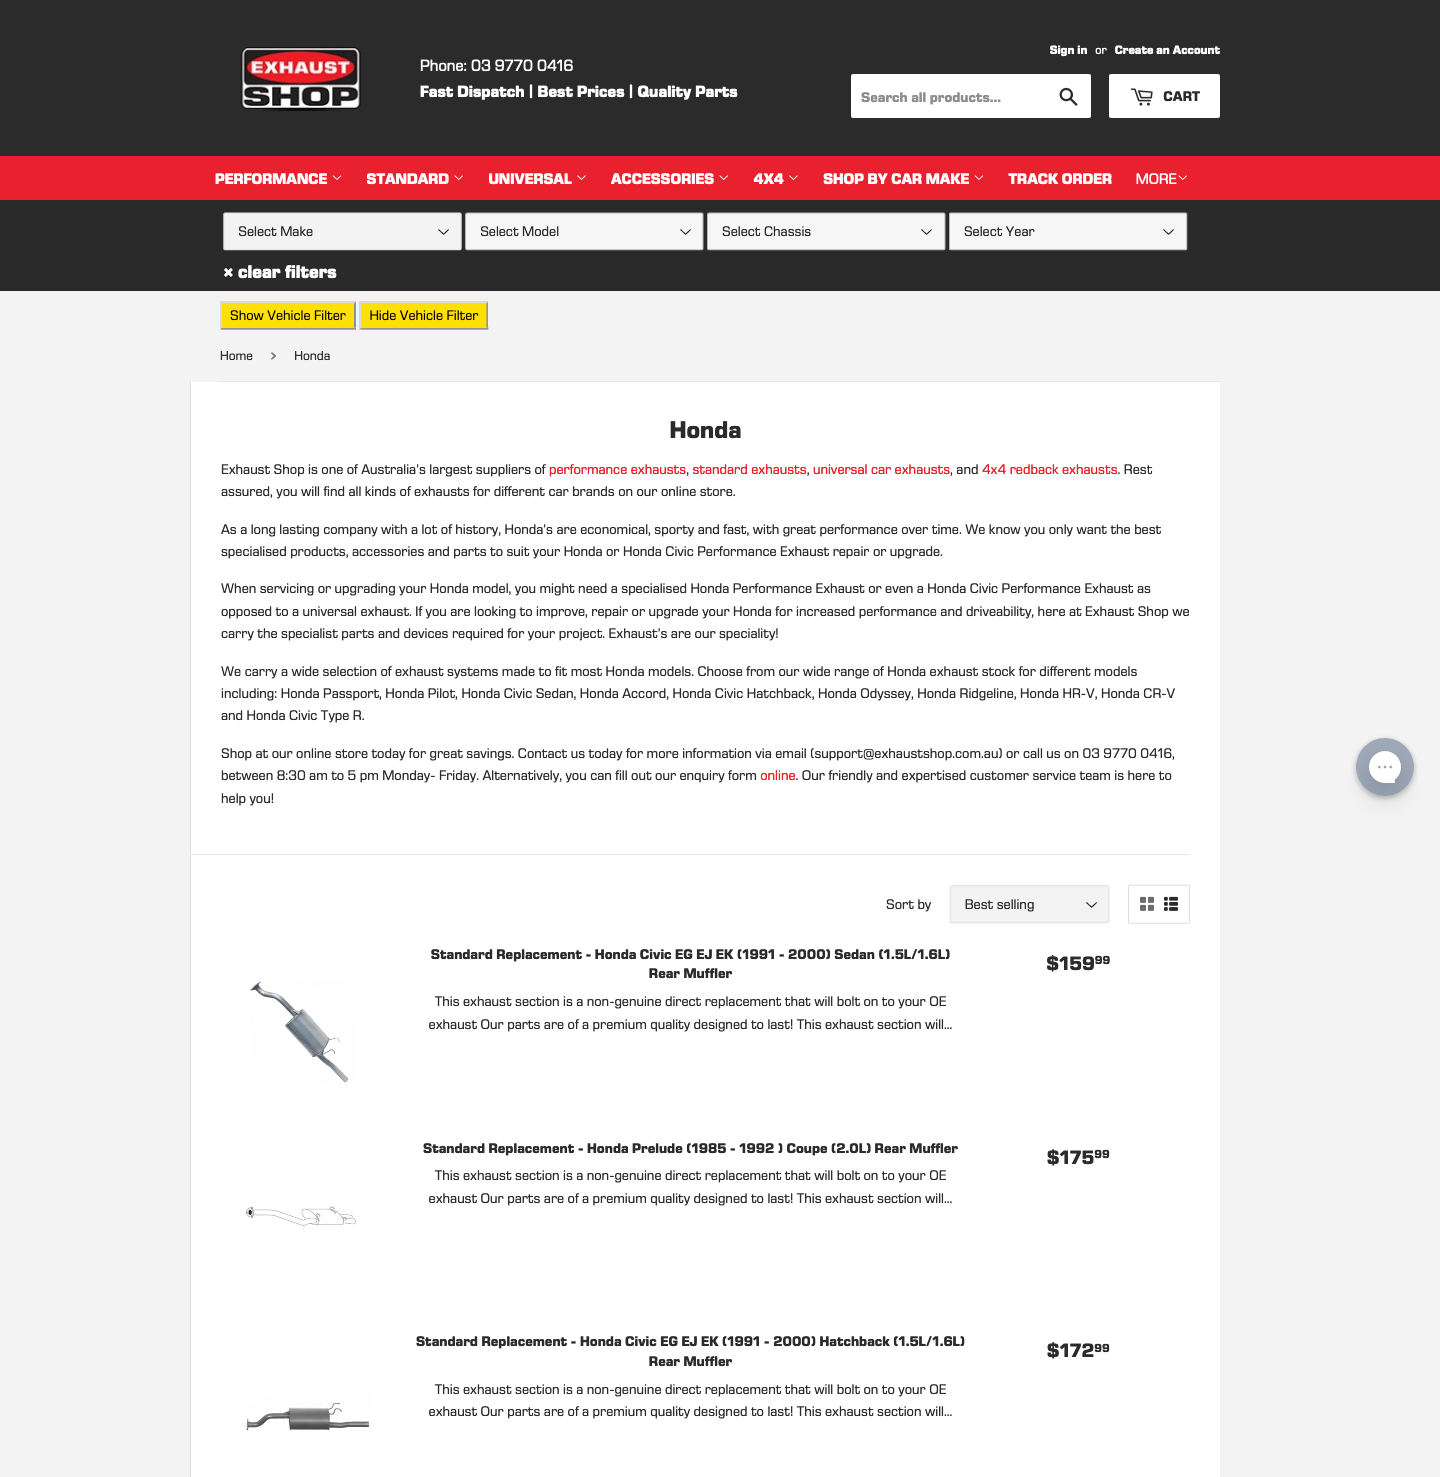 EXHAUST
SHOP
Phone: 03 9770 0416
Fast Dispatch | Best Prices | Quality Parts
Sign in or Create an Account
Search all products...
CART
PERFORMANCE STANDARD UNIVERSAL ACCESSORIES 4X4 SHOP BY CAR MAKE TRACK ORDER MORE
Select Make Select Model Select Chassis Select Year
× clear filters
Show Vehicle Filter Hide Vehicle Filter
Home › Honda
Honda
Exhaust Shop is one of Australia's largest suppliers of performance exhausts, standard exhausts, universal car exhausts, and 4x4 redback exhausts. Rest
assured, you will find all kinds of exhausts for different car brands on our online store.
As a long lasting company with a lot of history, Honda's are economical, sporty and fast, with great performance over time. We know you only want the best
specialised products, accessories and parts to suit your Honda or Honda Civic Performance Exhaust repair or upgrade.
When servicing or upgrading your Honda model, you might need a specialised Honda Performance Exhaust or even a Honda Civic Performance Exhaust as
opposed to a universal exhaust. If you are looking to improve, repair or upgrade your Honda for increased performance and driveability, here at Exhaust Shop we
carry the specialist parts and devices required for your project. Exhaust's are our speciality!
We carry a wide selection of exhaust systems made to fit most Honda models. Choose from our wide range of Honda exhaust stock for different models
including: Honda Passport, Honda Pilot, Honda Civic Sedan, Honda Accord, Honda Civic Hatchback, Honda Odyssey, Honda Ridgeline, Honda HR-V, Honda CR-V
and Honda Civic Type R.
Shop at our online store today for great savings. Contact us today for more information via email (support@exhaustshop.com.au) or call us on 03 9770 0416,
between 8:30 am to 5 pm Monday- Friday. Alternatively, you can fill out our enquiry form online. Our friendly and expertised customer service team is here to
help you!
Sort by Best selling
Standard Replacement - Honda Civic EG EJ EK (1991 - 2000) Sedan (1.5L/1.6L)
Rear Muffler
$159⁹⁹
This exhaust section is a non-genuine direct replacement that will bolt on to your OE
exhaust Our parts are of a premium quality designed to last! This exhaust section will...
Standard Replacement - Honda Prelude (1985 - 1992 ) Coupe (2.0L) Rear Muffler
$175⁹⁹
This exhaust section is a non-genuine direct replacement that will bolt on to your OE
exhaust Our parts are of a premium quality designed to last! This exhaust section will...
Standard Replacement - Honda Civic EG EJ EK (1991 - 2000) Hatchback (1.5L/1.6L)
Rear Muffler
$172⁹⁹
This exhaust section is a non-genuine direct replacement that will bolt on to your OE
exhaust Our parts are of a premium quality designed to last! This exhaust section will...